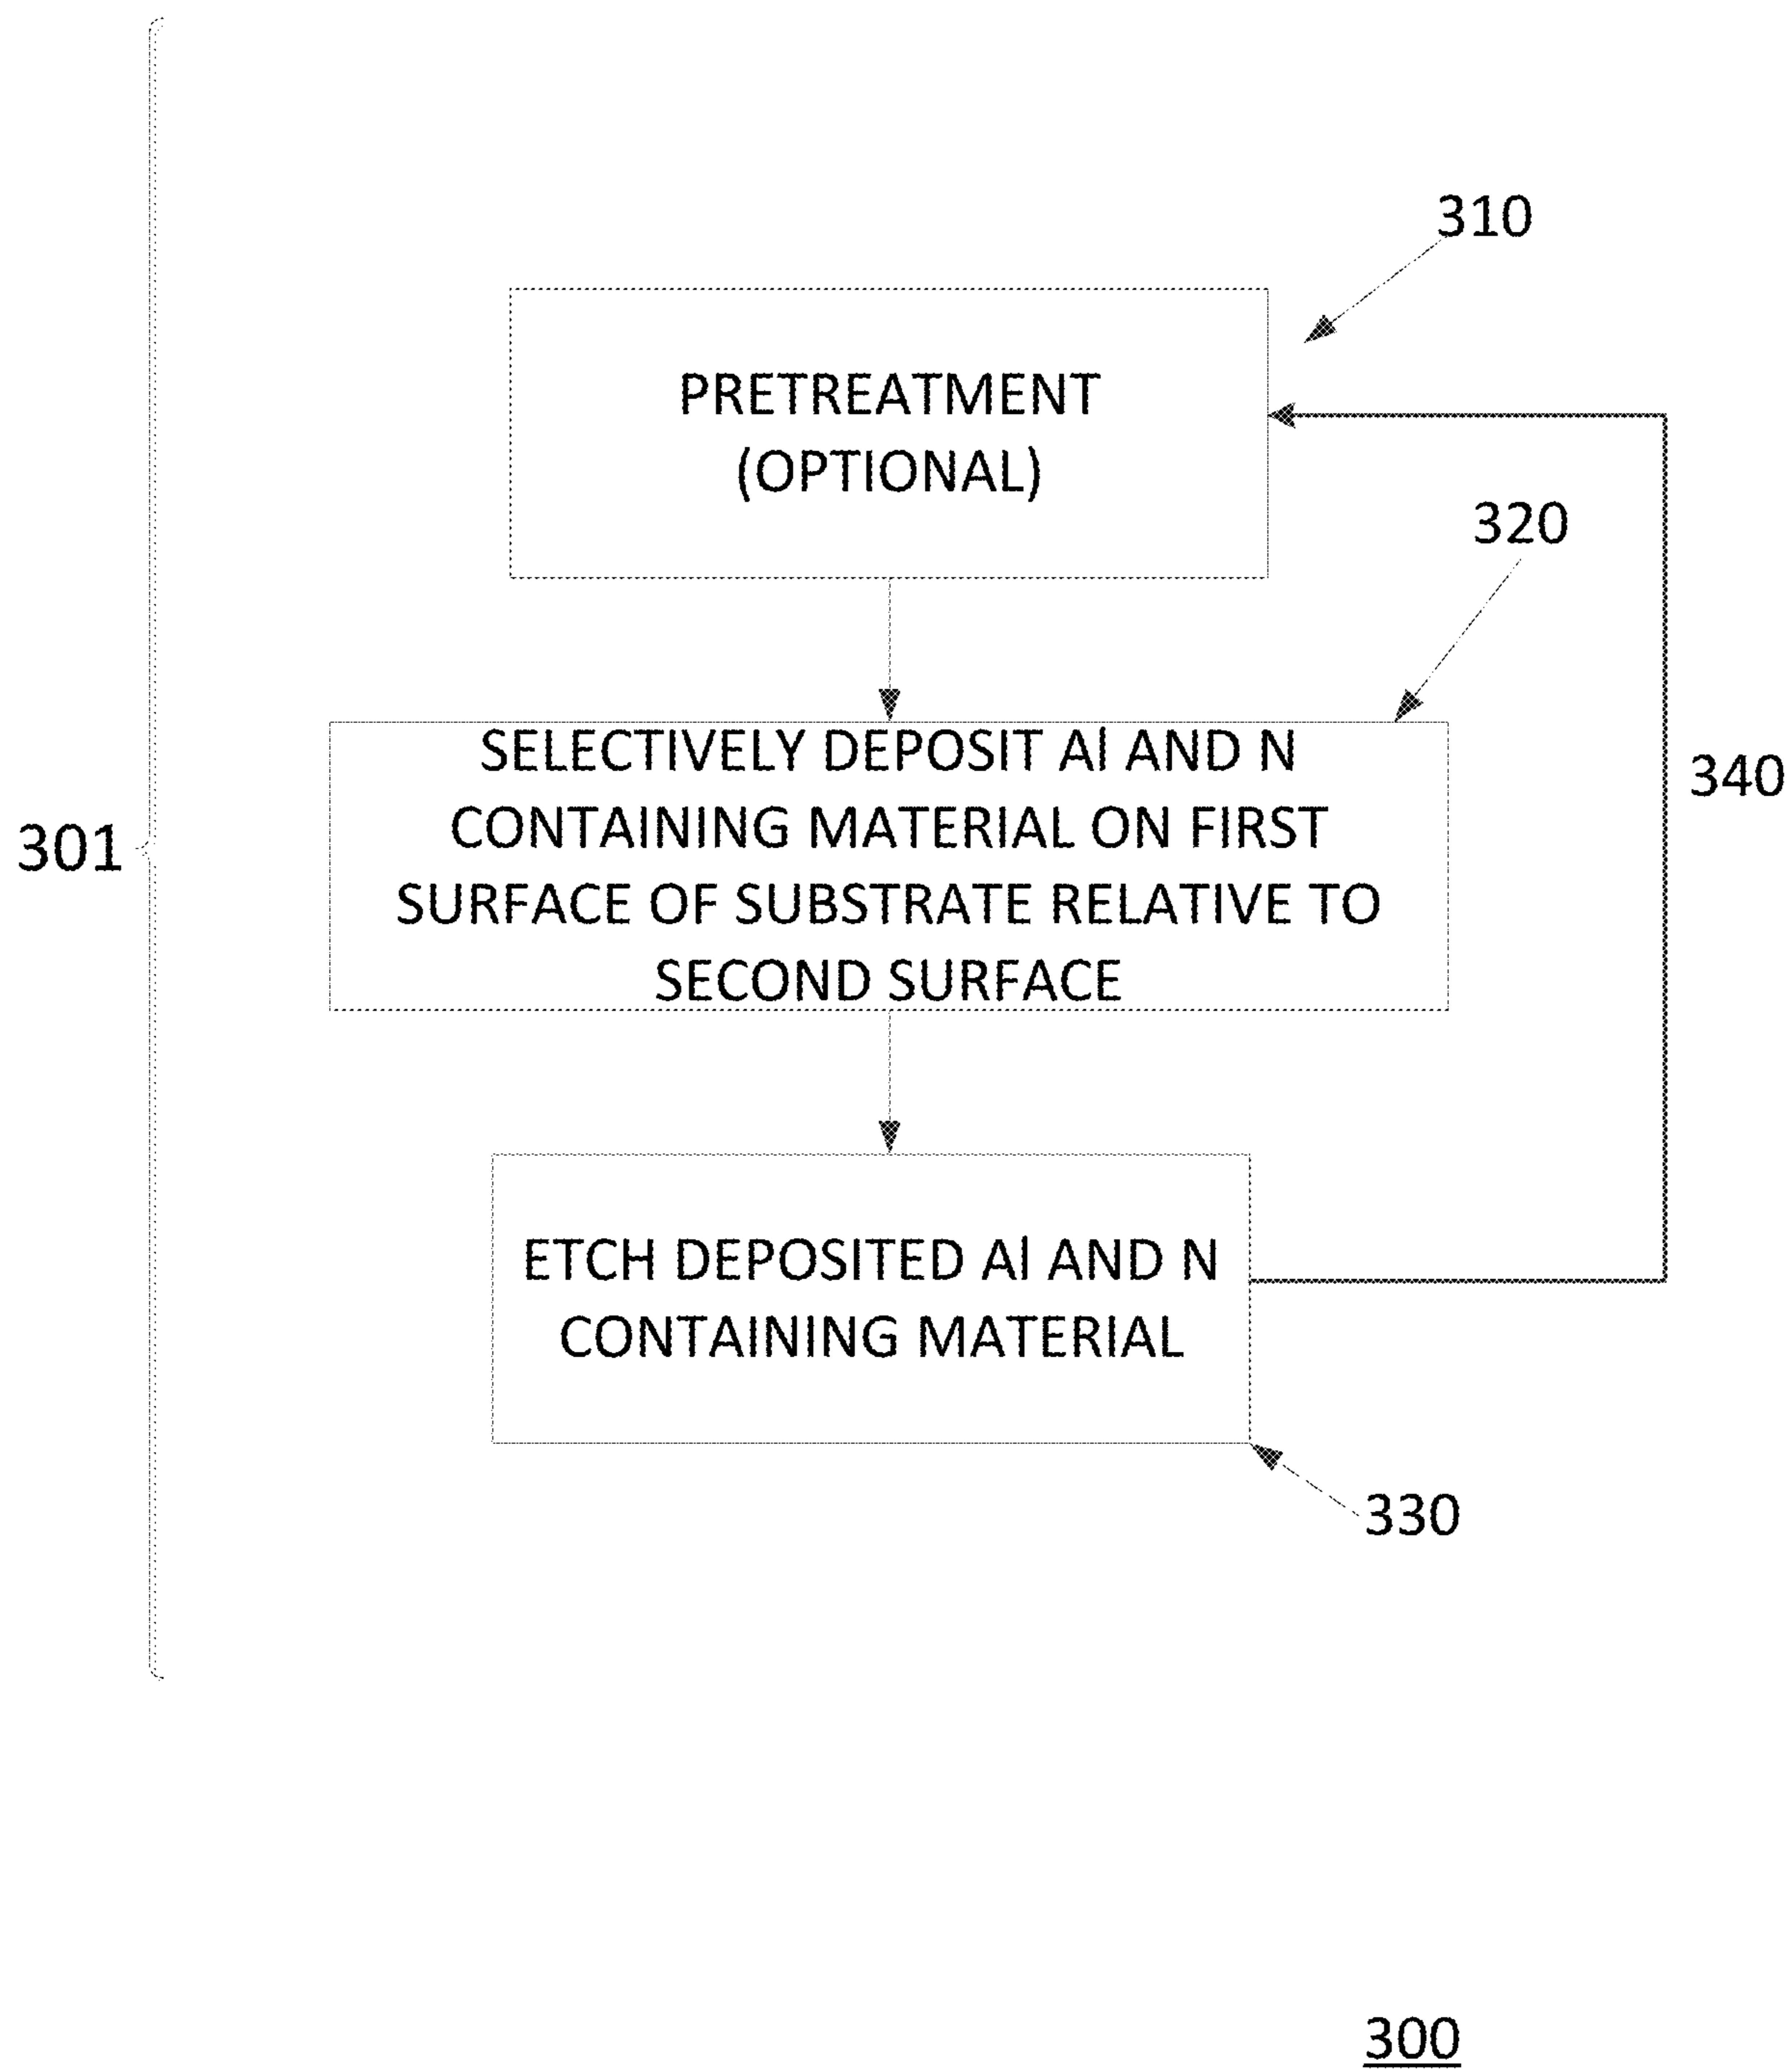 310
PRETREATMENT
(OPTIONAL)
320
SELECTIVELY DEPOSIT Al AND N
CONTAINING MATERIAL ON FIRST
SURFACE OF SUBSTRATE RELATIVE TO
SECOND SURFACE
340
301
ETCH DEPOSITED Al AND N
CONTAINING MATERIAL
330
300